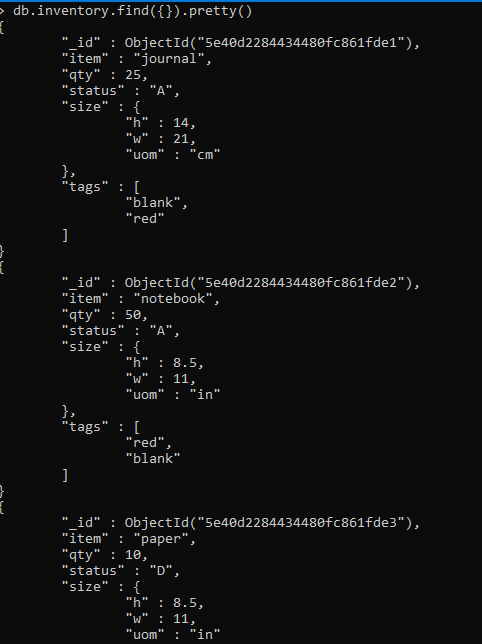 > db.inventory.find({}).pretty()
{
        "_id" : ObjectId("5e40d2284434480fc861fde1"),
        "item" : "journal",
        "qty" : 25,
        "status" : "A",
        "size" : {
                "h" : 14,
                "w" : 21,
                "uom" : "cm"
        },
        "tags" : [
                "blank",
                "red"
        ]
}
{
        "_id" : ObjectId("5e40d2284434480fc861fde2"),
        "item" : "notebook",
        "qty" : 50,
        "status" : "A",
        "size" : {
                "h" : 8.5,
                "w" : 11,
                "uom" : "in"
        },
        "tags" : [
                "red",
                "blank"
        ]
}
{
        "_id" : ObjectId("5e40d2284434480fc861fde3"),
        "item" : "paper",
        "qty" : 10,
        "status" : "D",
        "size" : {
                "h" : 8.5,
                "w" : 11,
                "uom" : "in"